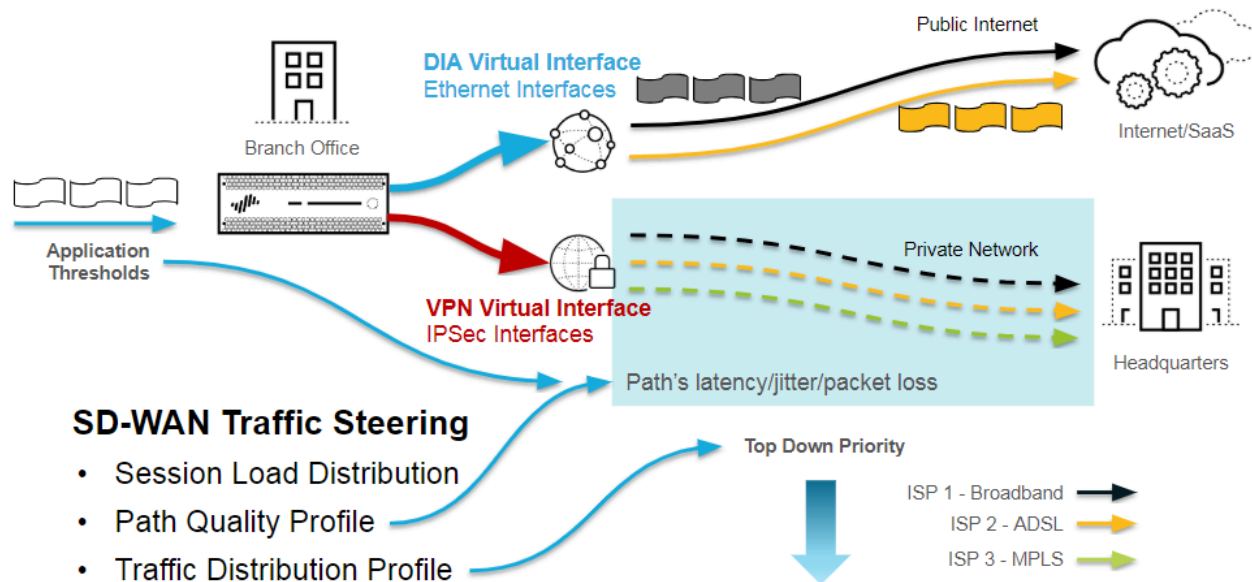 Public Internet
DIA Virtual Interface
Ethernet Interfaces
Branch Office
Internet/SaaS
Application
Thresholds
Private Network
VPN Virtual Interface
IPSec Interfaces
Headquarters
Path's latency/jitter/packet loss
SD-WAN Traffic Steering
• Session Load Distribution
• Path Quality Profile
• Traffic Distribution Profile
Top Down Priority
ISP 1 - Broadband
ISP 2 - ADSL
ISP 3 - MPLS